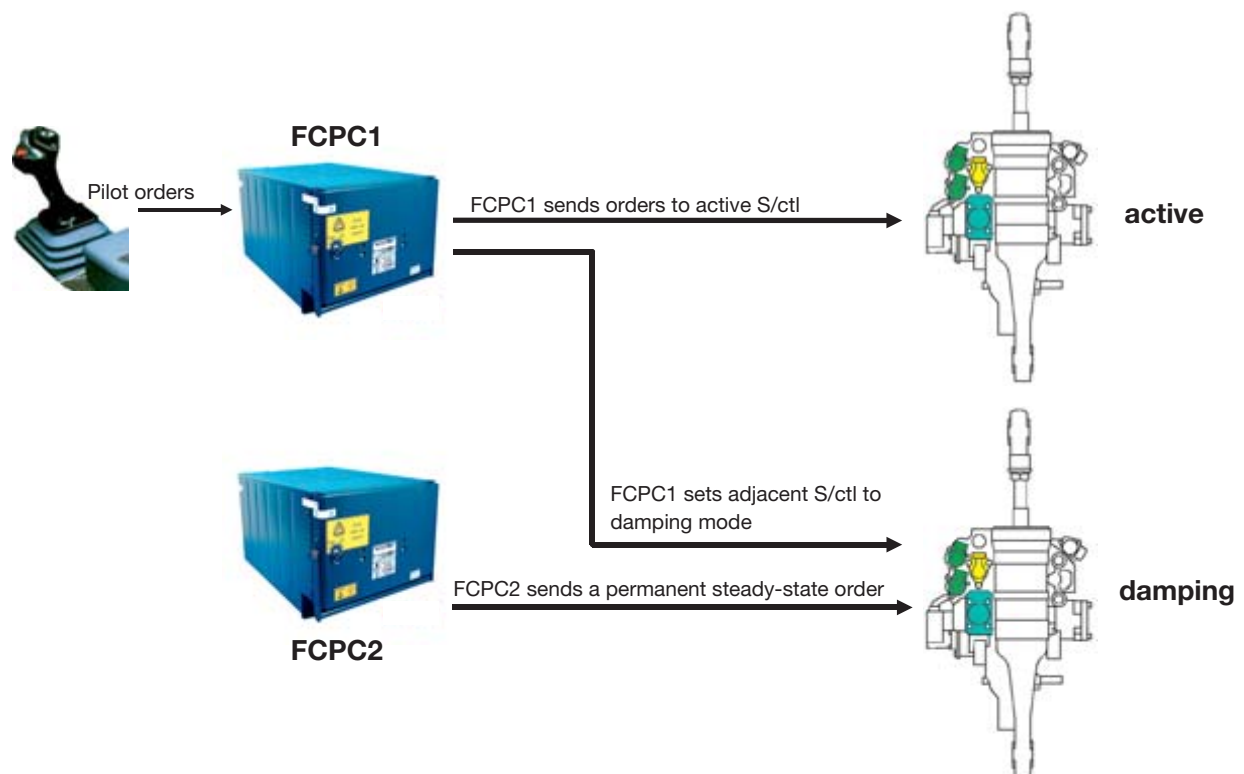 FCPC1
Pilot orders
FCPC1 sends orders to active S/ctl
active
FCPC1 sets adjacent S/ctl to
damping mode
FCPC2 sends a permanent steady-state order
damping
FCPC2